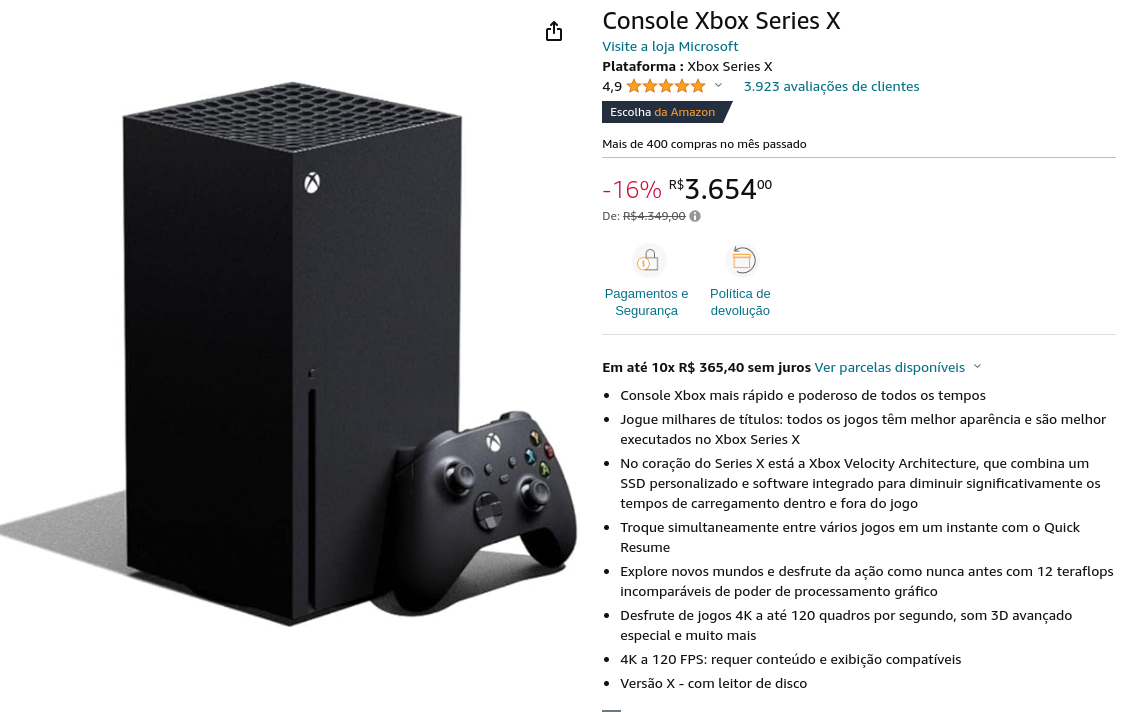 Console Xbox Series X
Visite a loja Microsoft
Plataforma : Xbox Series X
4,9 3.923 avaliações de clientes
Escolha da Amazon
Mais de 400 compras no mês passado
-16% R$3.65400
De: R$4.349,00
Pagamentos e Segurança
Política de devolução
Em até 10x R$ 365,40 sem juros Ver parcelas disponíveis
Console Xbox mais rápido e poderoso de todos os tempos
Jogue milhares de títulos: todos os jogos têm melhor aparência e são melhor
executados no Xbox Series X
No coração do Series X está a Xbox Velocity Architecture, que combina um
SSD personalizado e software integrado para diminuir significativamente os
tempos de carregamento dentro e fora do jogo
Troque simultaneamente entre vários jogos em um instante com o Quick
Resume
Explore novos mundos e desfrute da ação como nunca antes com 12 teraflops
incomparáveis de poder de processamento gráfico
Desfrute de jogos 4K a até 120 quadros por segundo, som 3D avançado
especial e muito mais
4K a 120 FPS: requer conteúdo e exibição compatíveis
Versão X - com leitor de disco